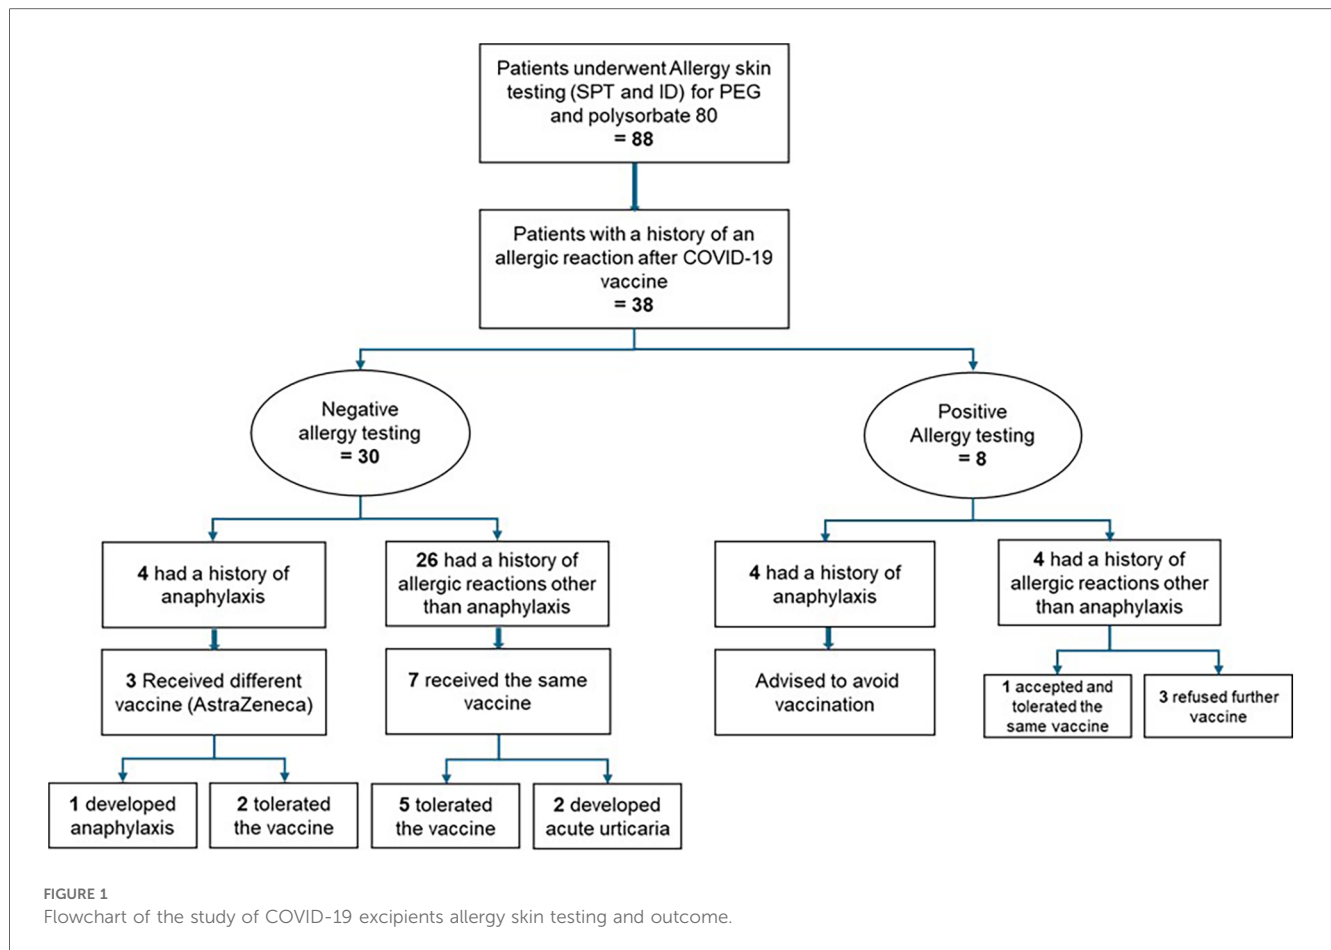 Patients underwent Allergy skin
testing (SPT and ID) for PEG
and polysorbate 80
= 88
Patients with a history of an
allergic reaction after COVID-19
vaccine
= 38
Negative
allergy testing
= 30
Positive
Allergy testing
= 8
4 had a history of
anaphylaxis
26 had a history of
allergic reactions other
than anaphylaxis
4 had a history of
anaphylaxis
4 had a history of
allergic reactions other
than anaphylaxis
3 Received different
vaccine (AstraZeneca)
7 received the same
vaccine
Advised to avoid
vaccination
1 accepted and
tolerated the
same vaccine
3 refused further
vaccine
1 developed
anaphylaxis
2 tolerated
the vaccine
5 tolerated
the vaccine
2 developed
acute urticaria
FIGURE 1
Flowchart of the study of COVID-19 excipients allergy skin testing and outcome.